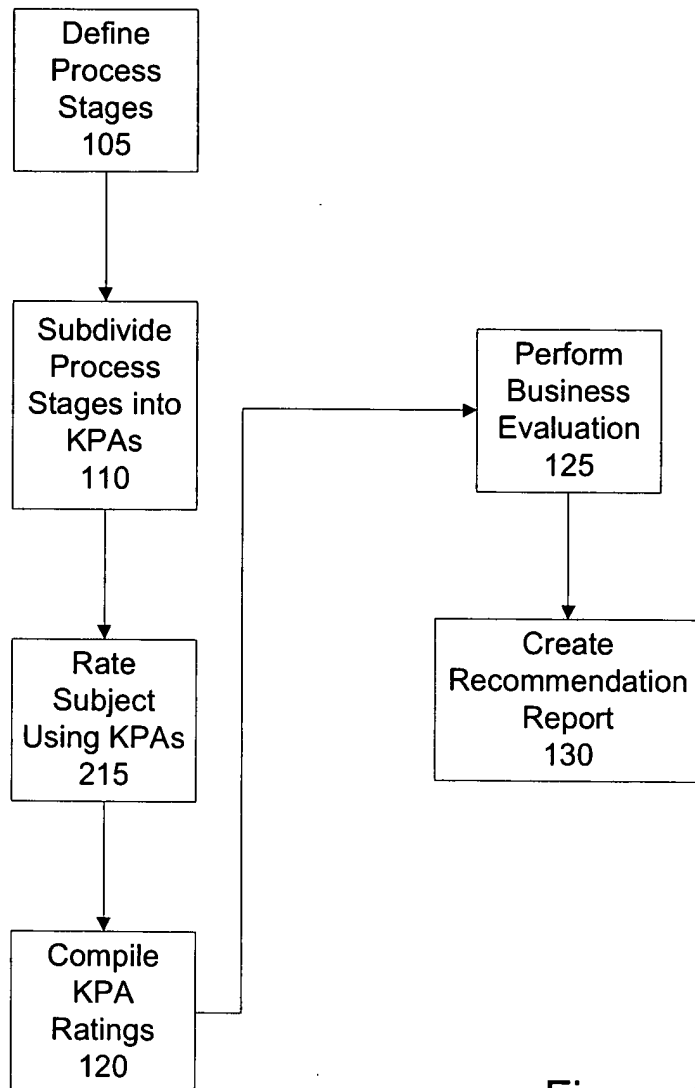 Define
Process
Stages
105
Subdivide
Process
Stages into
KPAs
110
Rate
Subject
Using KPAs
215
Compile
KPA
Ratings
120
Perform
Business
Evaluation
125
Create
Recommendation
Report
130